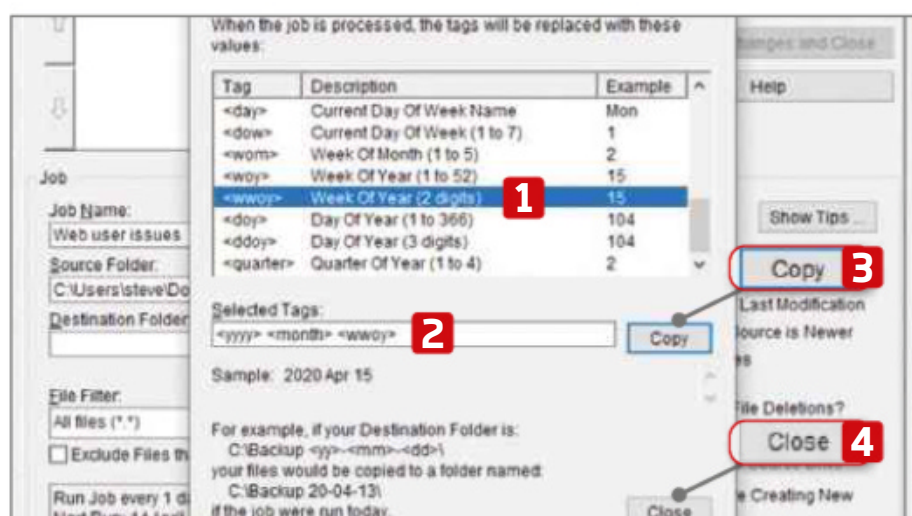 When the job is processed, the tags will be replaced with these
values:
Changes and Close
Help
Tag Description Example
<day> Current Day Of Week Name Mon
<dow> Current Day Of Week (1 to 7) 1
<wom> Week Of Month (1 to 5) 2
<woy> Week Of Year (1 to 52) 15
<wwoy> Week Of Year (2 digits) 15
1
<doy> Day Of Year (1 to 366) 104
<ddoy> Day Of Year (3 digits) 104
<quarter> Quarter Of Year (1 to 4) 2
Job
Job Name:
Web user issues
Source Folder:
C:\Users\steve\Do
Destination Folder
Show Tips ...
Copy 3
Last Modification
Source is Newer
es
Selected Tags:
<yyyy> <month> <wwoy>
2
Copy
Sample: 2020 Apr 15
File Filter:
All files (*.*)
Exclude Files th
Run Job every 1 d
For example, if your Destination Folder is:
C:\Backup <yy>-<mm>-<dd>\
your files would be copied to a folder named:
C:\Backup 20-04-13\
if the job were run today.
Close
File Deletions?
Close 4
e Creating New